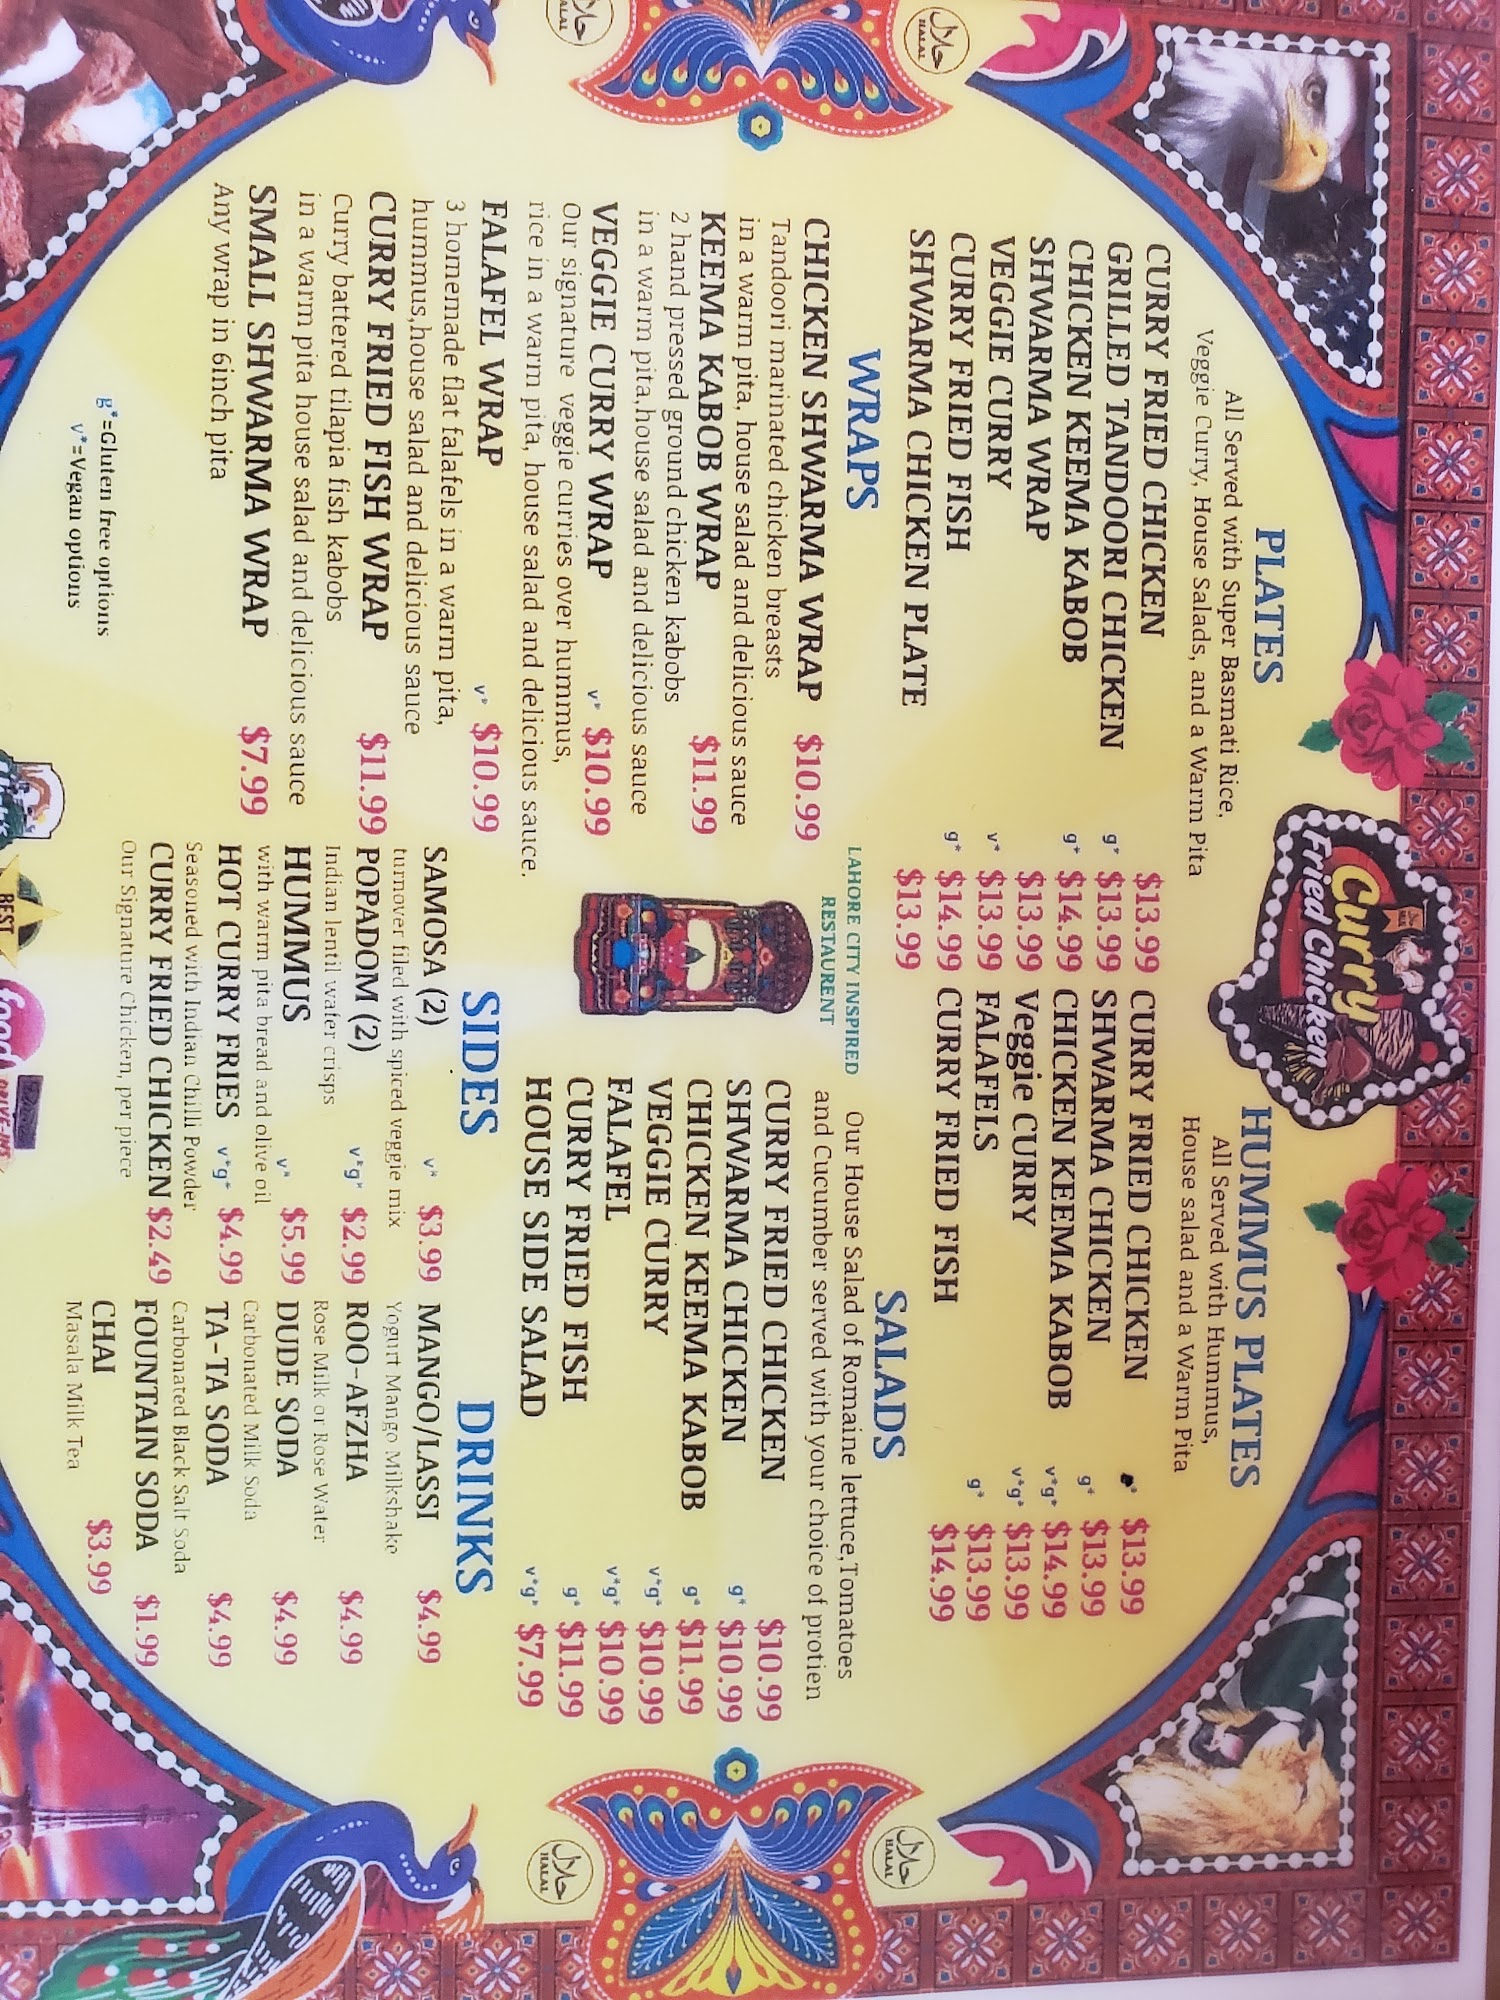 Curry
Fried Chicken
PLATES
All Served with Super Basmati Rice,
Veggie Curry, House Salads, and a Warm Pita
CURRY FRIED CHICKEN $13.99
GRILLED TANDOORI CHICKEN g* $13.99
CHICKEN KEEMA KABOB g* $14.99
SHWARMA WRAP $13.99
VEGGIE CURRY v* $13.99
CURRY FRIED FISH g* $14.99
SHWARMA CHICKEN PLATE $13.99
HUMMUS PLATES
All Served with Hummus,
House salad and a Warm Pita
CURRY FRIED CHICKEN $13.99
SHWARMA CHICKEN g* $13.99
CHICKEN KEEMA KABOB v*g* $14.99
Veggie CURRY v*g* $13.99
FALAFELS g* $13.99
CURRY FRIED FISH $14.99
WRAPS
CHICKEN SHWARMA WRAP $10.99
Tandoori marinated chicken breasts
in a warm pita, house salad and delicious sauce
KEEMA KABOB WRAP $11.99
2 hand pressed ground chicken kabobs
in a warm pita,house salad and delicious sauce
VEGGIE CURRY WRAP v* $10.99
Our signature veggie curries over hummus,
rice in a warm pita, house salad and delicious sauce.
FALAFEL WRAP v* $10.99
3 homemade flat falafels in a warm pita,
hummus,house salad and delicious sauce
CURRY FRIED FISH WRAP $11.99
Curry battered tilapia fish kabobs
in a warm pita house salad and delicious sauce
SMALL SHWARMA WRAP $7.99
Any wrap in 6inch pita
g*=Gluten free options
v*=Vegan options
LAHORE CITY INSPIRED
RESTAURENT
SALADS
Our House Salad of Romaine lettuce,Tomatoes
and Cucumber served with your choice of protien
CURRY FRIED CHICKEN $10.99
SHWARMA CHICKEN g* $10.99
CHICKEN KEEMA KABOB g* $11.99
VEGGIE CURRY v*g* $10.99
FALAFEL v*g* $10.99
CURRY FRIED FISH g* $11.99
HOUSE SIDE SALAD v*g* $7.99
SIDES
SAMOSA (2) v* $3.99
turnover filed with spiced veggie mix
POPADOM (2) v*g* $2.99
Indian lentil wafer crisps
HUMMUS v* $5.99
with warm pita bread and olive oil
HOT CURRY FRIES v*g* $4.99
Seasoned with Indian Chilli Powder
CURRY FRIED CHICKEN $2.49
Our Signature Chicken, per piece
DRINKS
MANGO/LASSI $4.99
Yogurt Mango Milkshake
ROO-AFZHA $4.99
Rose Milk or Rose Water
DUDE SODA $4.99
Carbonated Milk Soda
TA-TA SODA $4.99
Carbonated Black Salt Soda
FOUNTAIN SODA $1.99
CHAI $3.99
Masala Milk Tea
حلال
HALAL
حلال
HALAL
حلال
HALAL
حلال
HALAL
BEST
food
DRIVE-INS